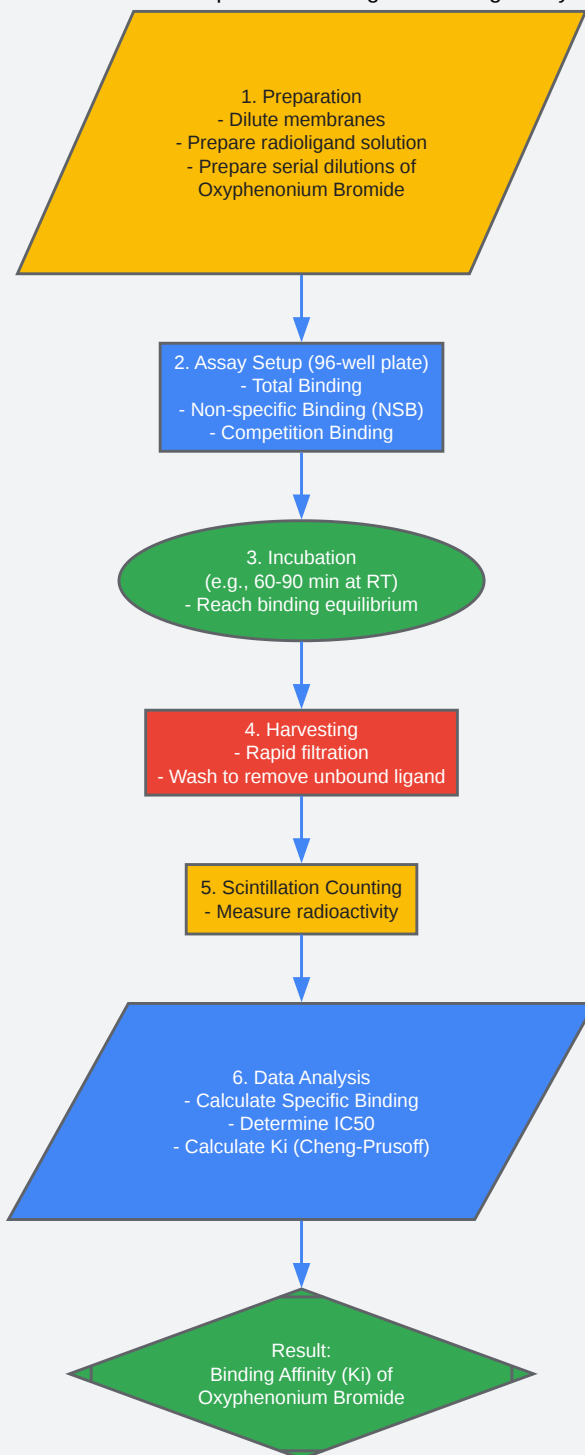 1. Preparation
- Dilute membranes
- Prepare radioligand solution
- Prepare serial dilutions of
Oxyphenonium Bromide
2. Assay Setup (96-well plate)
- Total Binding
- Non-specific Binding (NSB)
- Competition Binding
3. Incubation
(e.g., 60-90 min at RT)
- Reach binding equilibrium
4. Harvesting
- Rapid filtration
- Wash to remove unbound ligand
5. Scintillation Counting
- Measure radioactivity
6. Data Analysis
- Calculate Specific Binding
- Determine IC50
- Calculate Ki (Cheng-Prusoff)
Result:
Binding Affinity (Ki) of
Oxyphenonium Bromide